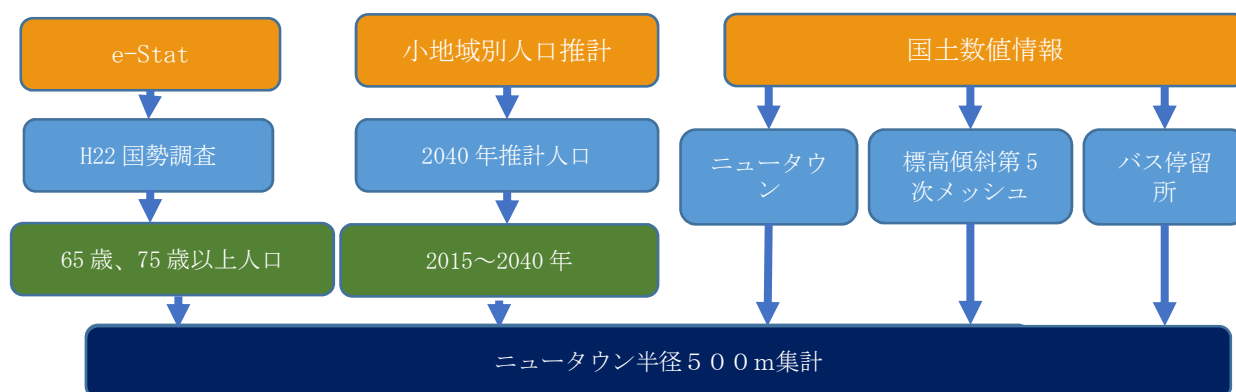 e-Stat
小地域別人口推計
国土数値情報
H22 国勢調査
2040 年推計人口
ニュータウ
ン
標高傾斜第 5
次メッシュ
バス停留
所
65 歳、75 歳以上人口
2015～2040 年
ニュータウン半径５００ｍ集計